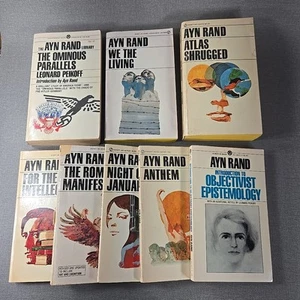 THE AYN RAND LIBRARY
THE OMINOUS
PARALLELS
LEONARD PEIKOFF
Introduction by Ayn Rand
AYN RAND
WE THE
LIVING
AYN RAND
ATLAS
SHRUGGED
AYN RAN
FOR THE
INTELLE
AYN RAND
THE ROM
MANIFES
AYN RAND
NIGHT O
JANUA
AYN RAND
ANTHEM
AYN RAND
INTRODUCTION TO
OBJECTIVIST
EPISTEMOLOGY